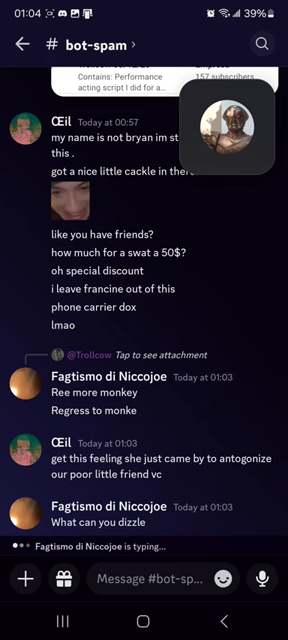 01:04
39%
# bot-spam >
Contains: Performance
acting script I did for a...
157 subscribers
Œil Today at 00:57
my name is not bryan im st
this .
got a nice little cackle in ther
like you have friends?
how much for a swat a 50$?
oh special discount
i leave francine out of this
phone carrier dox
lmao
@Trollcow Tap to see attachment
Fagtismo di Niccojoe Today at 01:03
Ree more monkey
Regress to monke
Œil Today at 01:03
get this feeling she just came by to antogonize
our poor little friend vc
Fagtismo di Niccojoe Today at 01:03
What can you dizzle
Fagtismo di Niccojoe is typing...
Message #bot-sp...